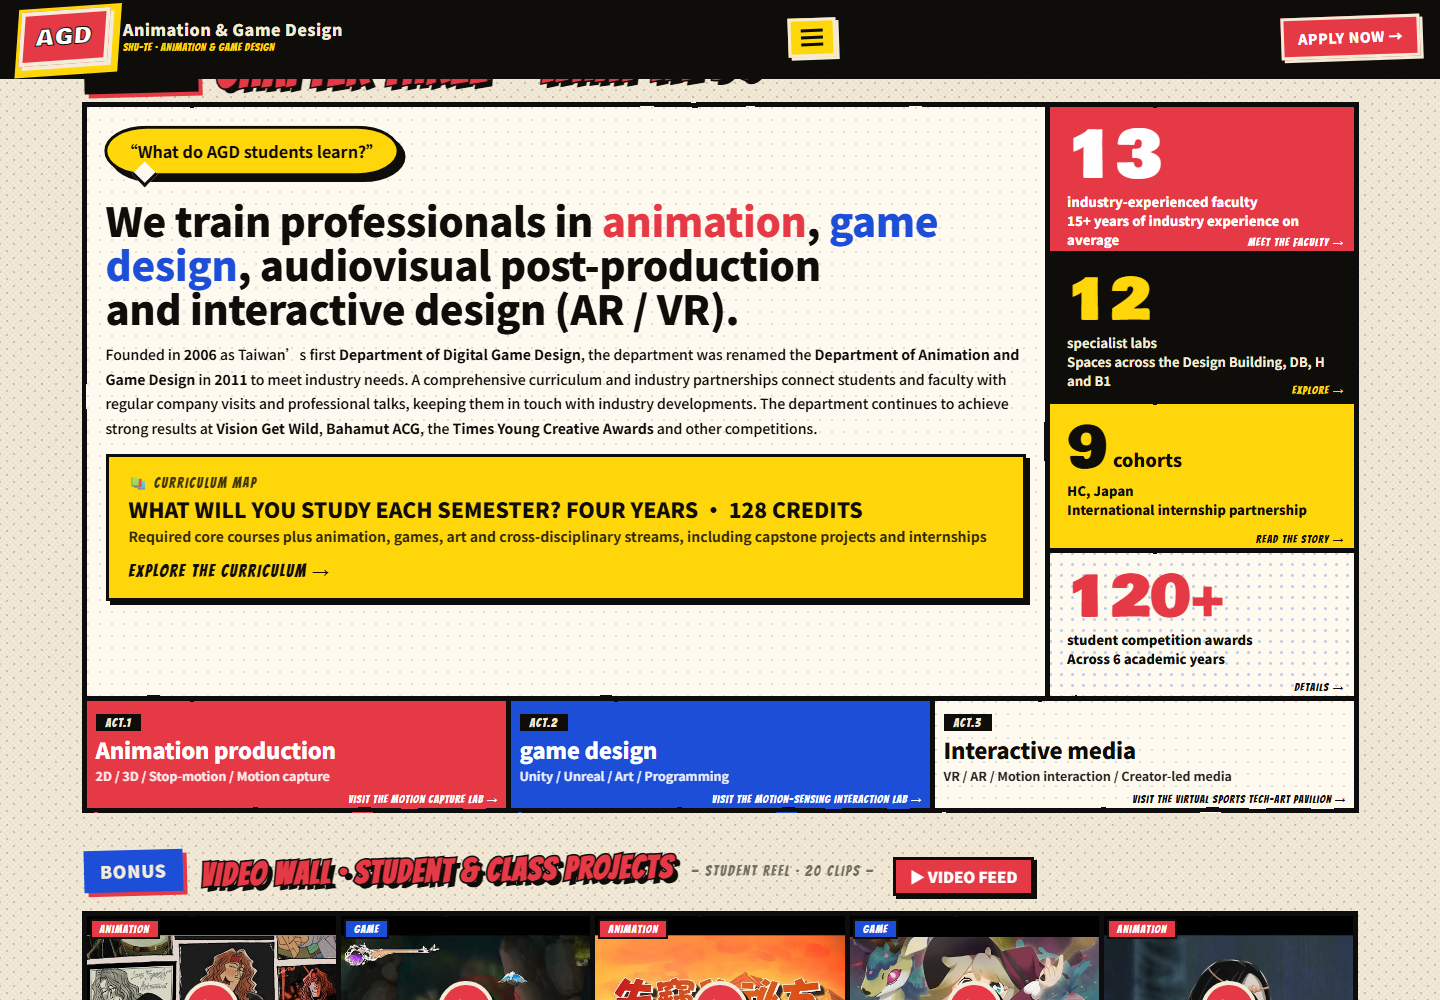 AGD
Animation & Game Design
SHU-TE • ANIMATION & GAME DESIGN
APPLY NOW →
“What do AGD students learn?”
We train professionals in animation, game
design, audiovisual post-production
and interactive design (AR / VR).
Founded in 2006 as Taiwan’s first Department of Digital Game Design, the department was renamed the Department of Animation and
Game Design in 2011 to meet industry needs. A comprehensive curriculum and industry partnerships connect students and faculty with
regular company visits and professional talks, keeping them in touch with industry developments. The department continues to achieve
strong results at Vision Get Wild, Bahamut ACG, the Times Young Creative Awards and other competitions.
CURRICULUM MAP
WHAT WILL YOU STUDY EACH SEMESTER? FOUR YEARS • 128 CREDITS
Required core courses plus animation, games, art and cross-disciplinary streams, including capstone projects and internships
EXPLORE THE CURRICULUM →
13
industry-experienced faculty
15+ years of industry experience on
average
MEET THE FACULTY →
12
specialist labs
Spaces across the Design Building, DB, H
and B1
EXPLORE →
9 cohorts
HC, Japan
International internship partnership
READ THE STORY →
120+
student competition awards
Across 6 academic years
DETAILS →
ACT.1
Animation production
2D / 3D / Stop-motion / Motion capture
VISIT THE MOTION CAPTURE LAB →
ACT.2
game design
Unity / Unreal / Art / Programming
VISIT THE MOTION-SENSING INTERACTION LAB →
ACT.3
Interactive media
VR / AR / Motion interaction / Creator-led media
VISIT THE VIRTUAL SPORTS TECH-ART PAVILION →
BONUS
VIDEO WALL • STUDENT & CLASS PROJECTS
– STUDENT REEL · 20 CLIPS –
▶ VIDEO FEED
ANIMATION
GAME
ANIMATION
GAME
ANIMATION